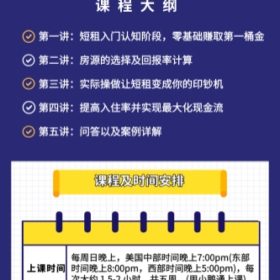 课程大纲
第一讲：短租入门认知阶段，零基础赚取第一桶金
第二讲：房源的选择及回报率计算
第三讲：实际操做让短租变成你的印钞机
第四讲：提高入住率并实现最大化现金流
第五讲：问答以及案例详解
课程及时间安排
每周日晚上，美国中部时间晚上7:00pm(东部
上课时间 时间晚上8:00pm，西部时间晚上5:00pm)，每
次大约 1.5-2 小时，共五周